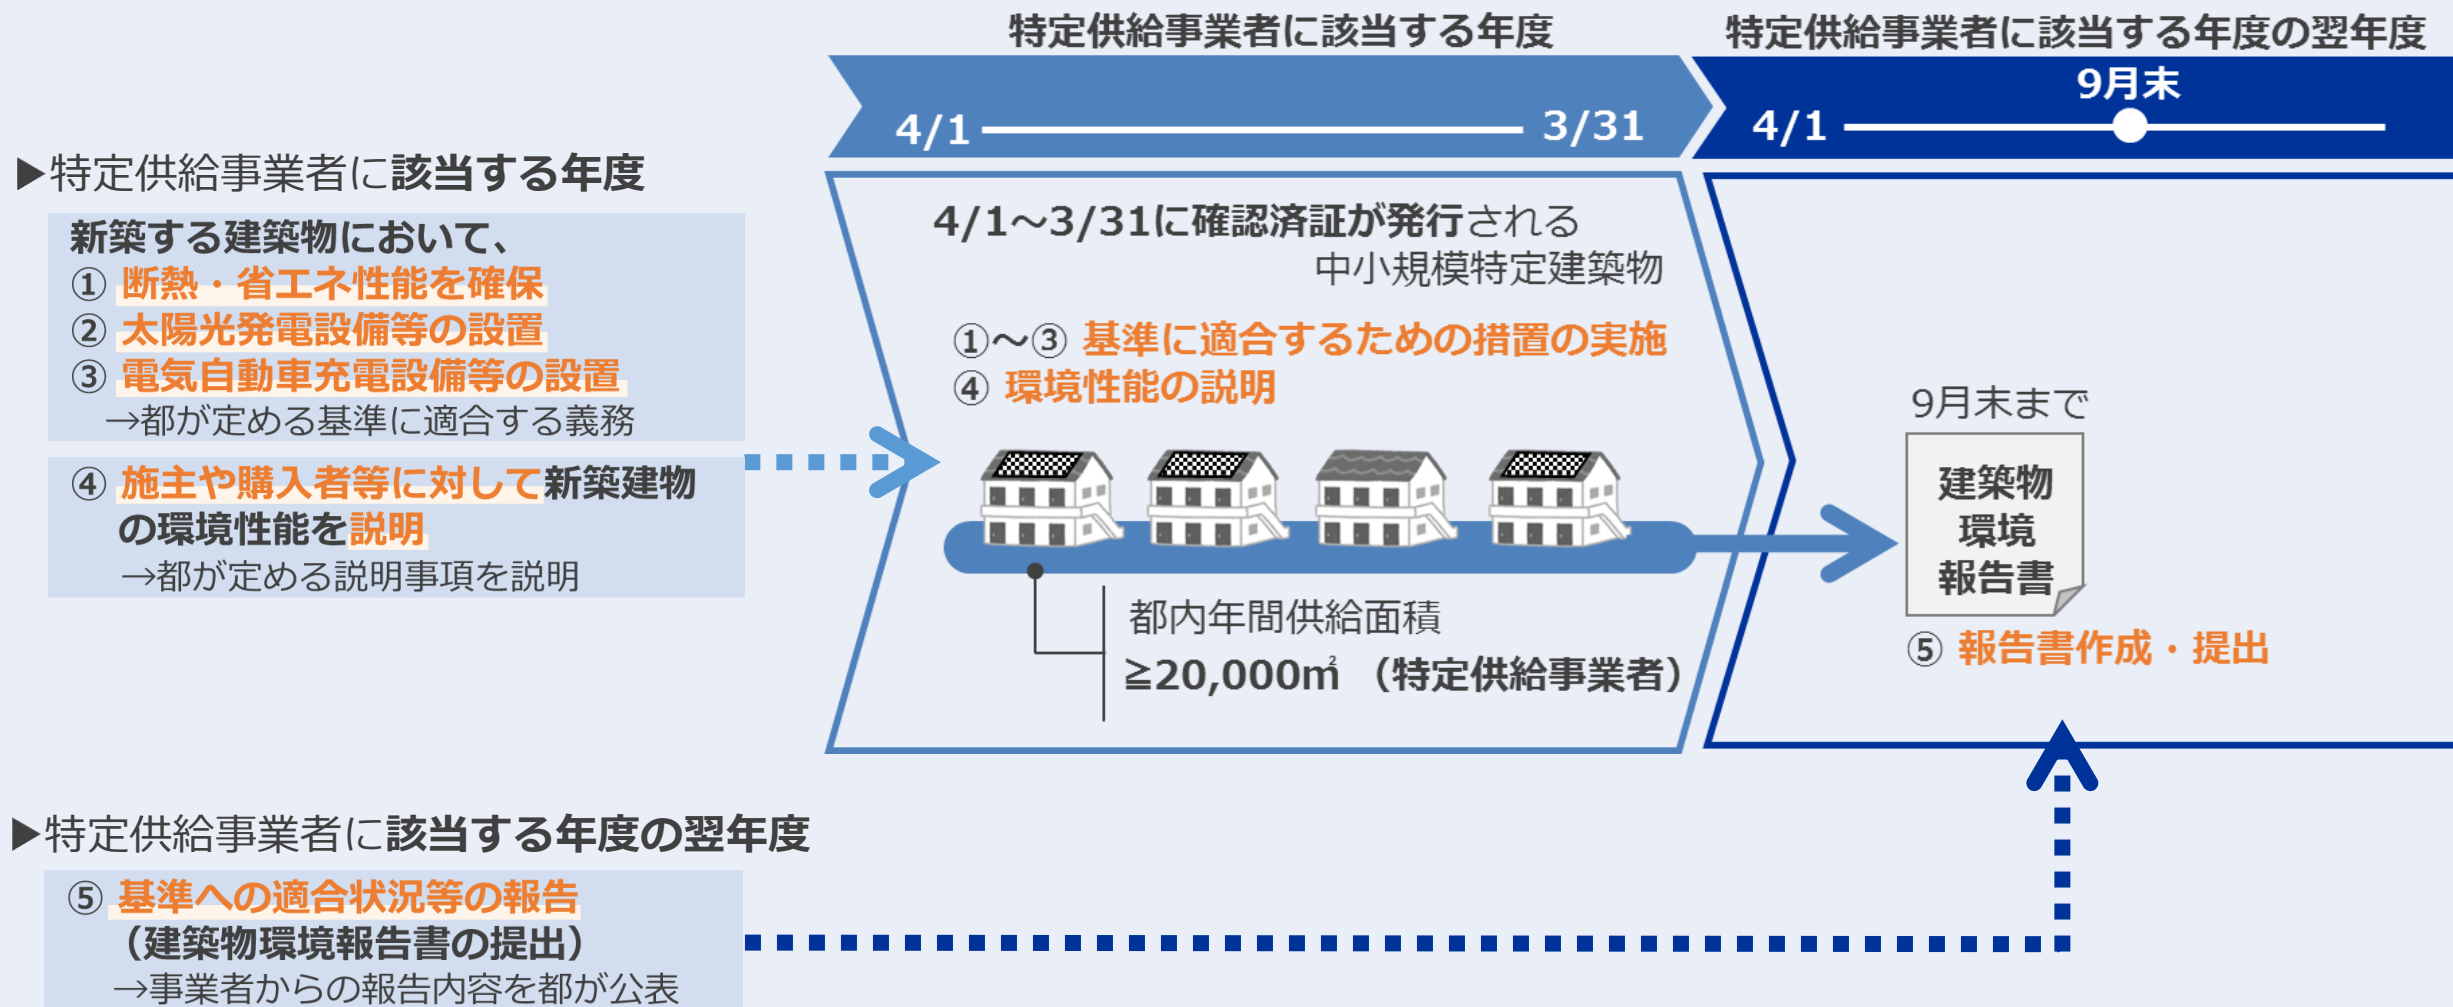 特定供給事業者に該当する年度
特定供給事業者に該当する年度の翌年度
4/1
3/31
4/1
9月末
▶特定供給事業者に該当する年度
新築する建築物において、
① 断熱・省エネ性能を確保
② 太陽光発電設備等の設置
③ 電気自動車充電設備等の設置
→都が定める基準に適合する義務
④ 施主や購入者等に対して新築建物
の環境性能を説明
→都が定める説明事項を説明
4/1～3/31に確認済証が発行される
中小規模特定建築物
①～③ 基準に適合するための措置の実施
④ 環境性能の説明
都内年間供給面積
≧20,000㎡ （特定供給事業者）
9月末まで
建築物
環境
報告書
⑤ 報告書作成・提出
▶特定供給事業者に該当する年度の翌年度
⑤ 基準への適合状況等の報告
（建築物環境報告書の提出）
→事業者からの報告内容を都が公表